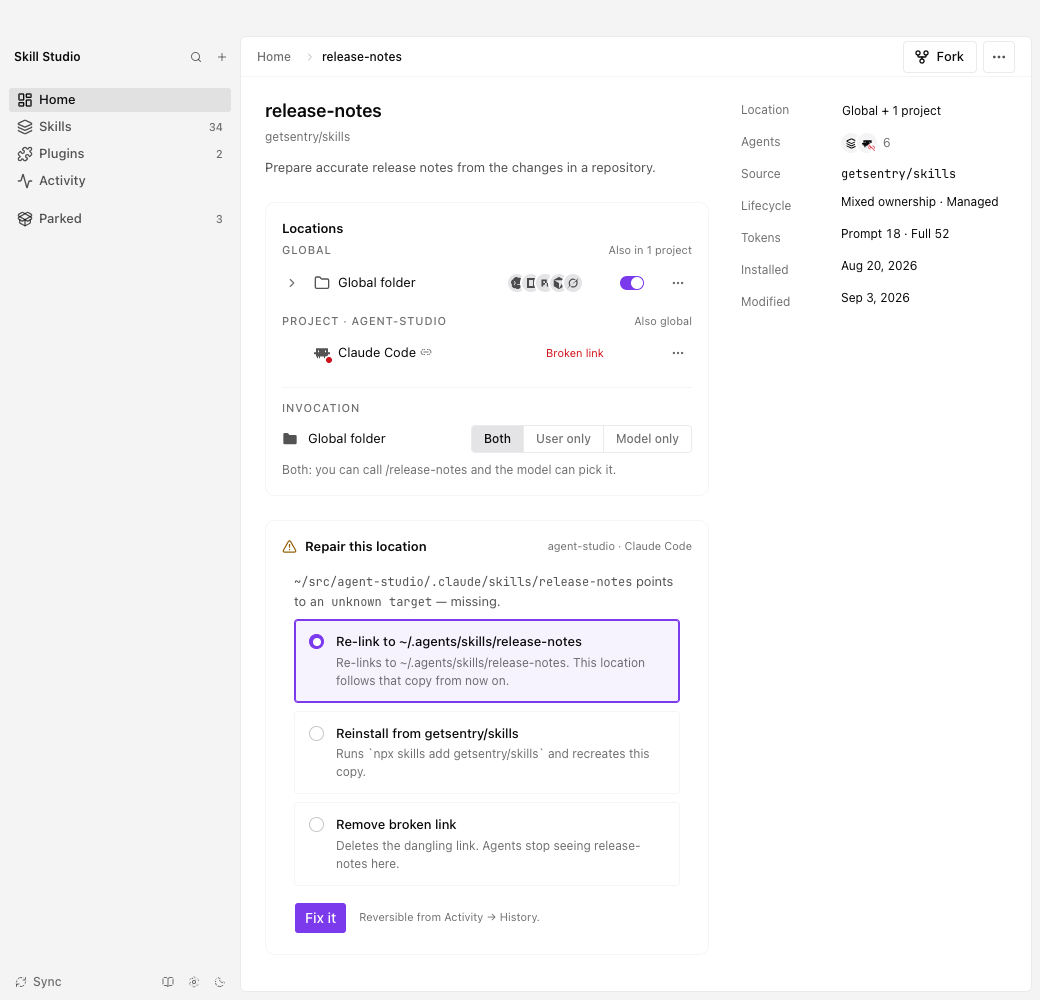 Skill Studio
Home
Skills 34
Plugins 2
Activity
Parked 3
Sync
Home release-notes
Fork
release-notes
getsentry/skills
Prepare accurate release notes from the changes in a repository.
Locations
GLOBAL Also in 1 project
Global folder
PROJECT · AGENT-STUDIO Also global
Claude Code Broken link
INVOCATION
Global folder Both User only Model only
Both: you can call /release-notes and the model can pick it.
Repair this location agent-studio · Claude Code
~/src/agent-studio/.claude/skills/release-notes points
to an unknown target — missing.
Re-link to ~/.agents/skills/release-notes
Re-links to ~/.agents/skills/release-notes. This location
follows that copy from now on.
Reinstall from getsentry/skills
Runs `npx skills add getsentry/skills` and recreates this
copy.
Remove broken link
Deletes the dangling link. Agents stop seeing release-
notes here.
Fix it Reversible from Activity → History.
Location Global + 1 project
Agents 6
Source getsentry/skills
Lifecycle Mixed ownership · Managed
Tokens Prompt 18 · Full 52
Installed Aug 20, 2026
Modified Sep 3, 2026